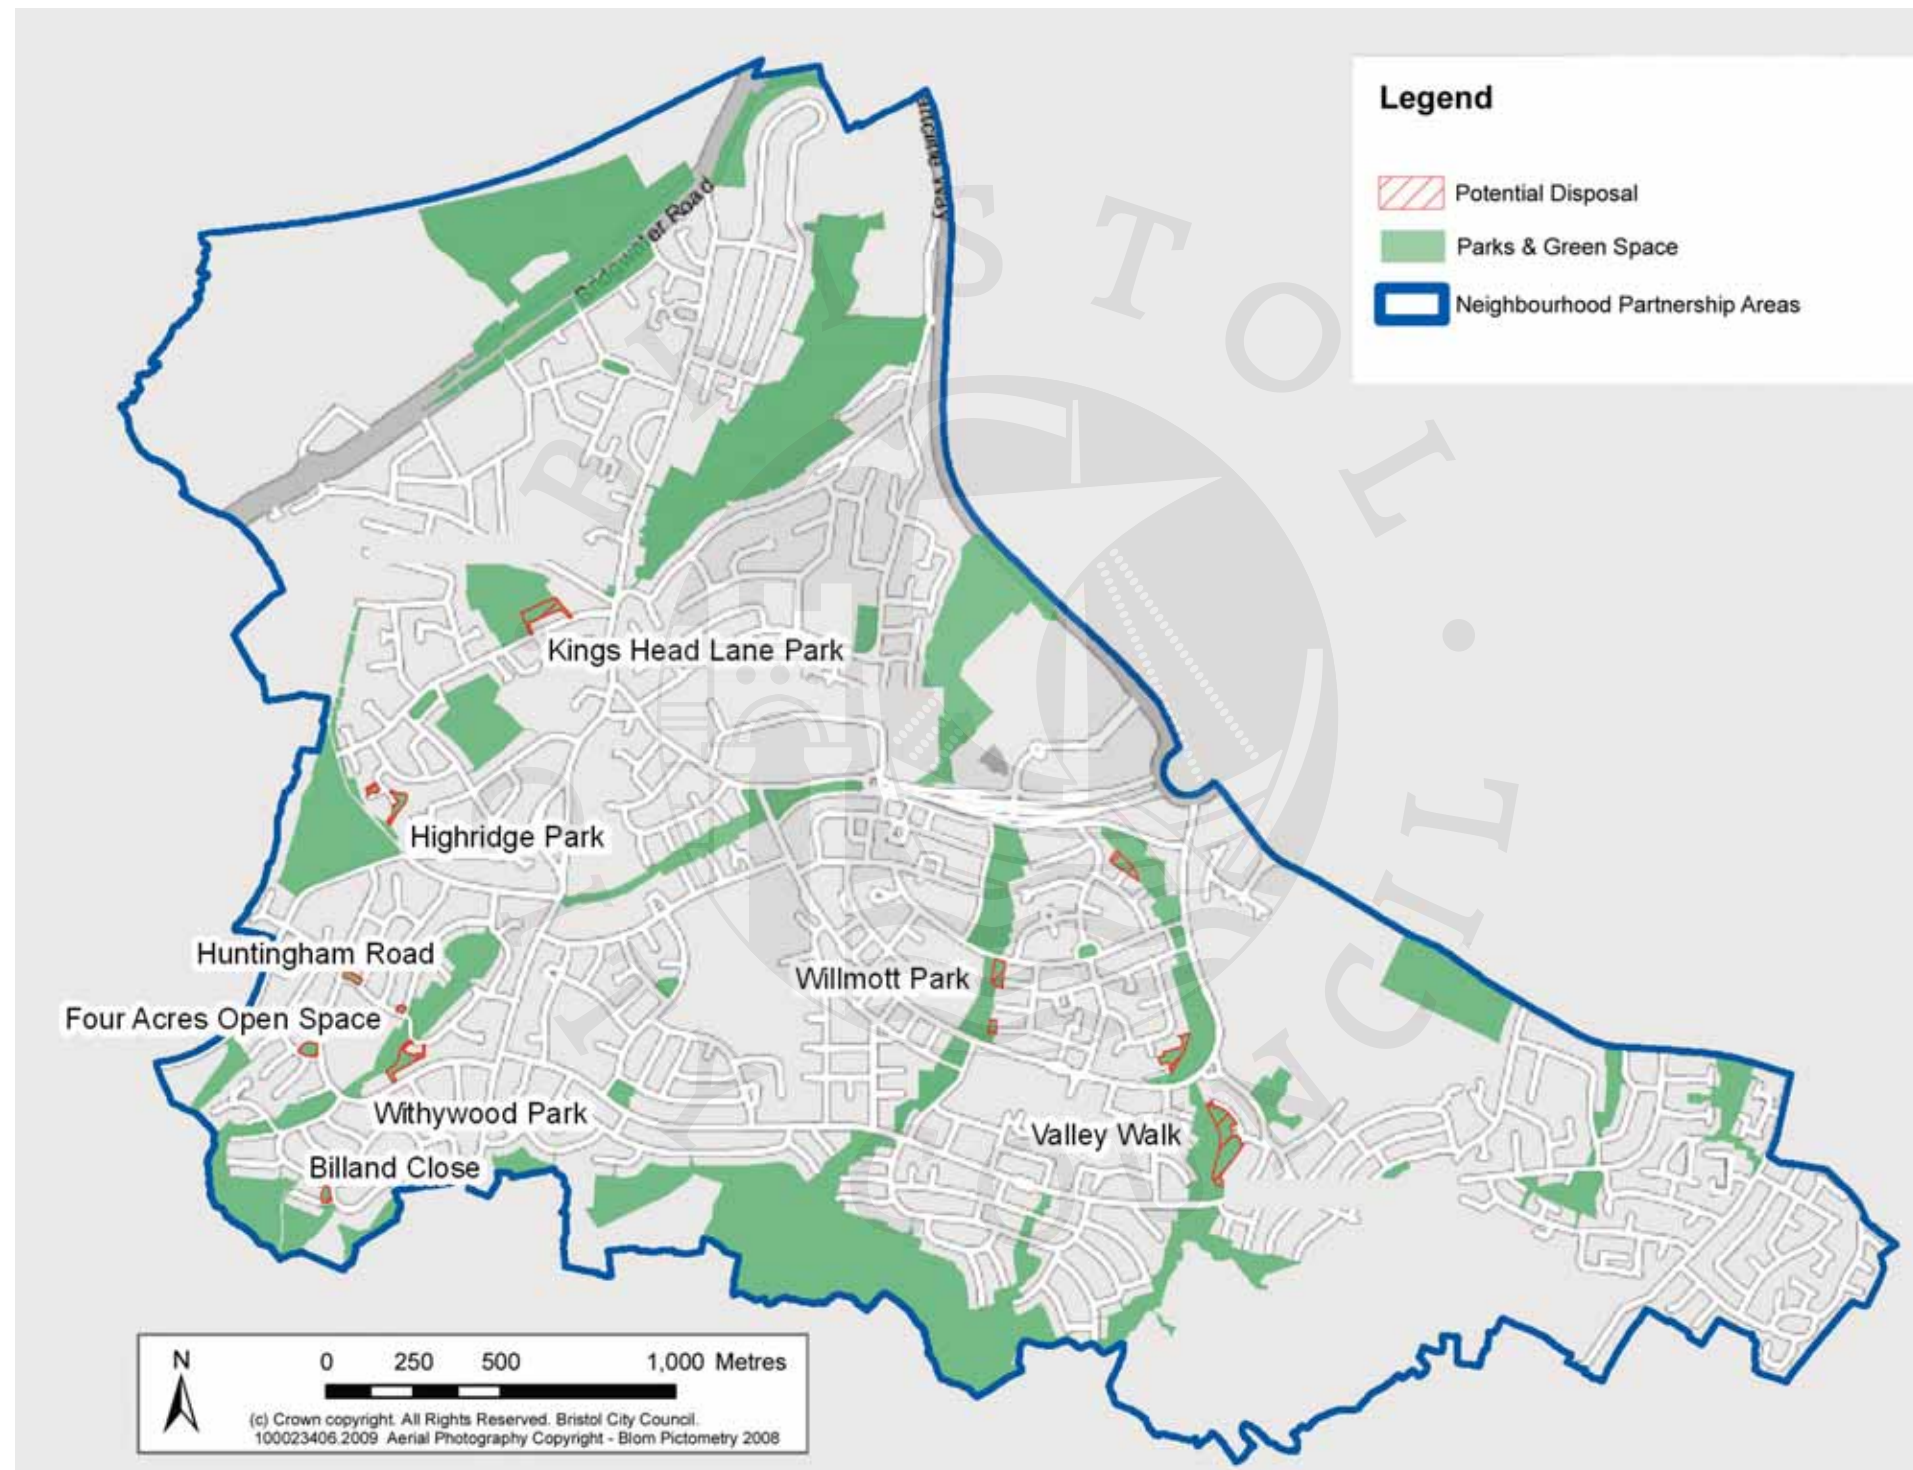 Legend
Potential Disposal
Parks & Green Space
Neighbourhood Partnership Areas
Bridgwater Road
Kings Head Lane Park
Highridge Park
Huntingham Road
Four Acres Open Space
Willmott Park
Withywood Park
Valley Walk
Billand Close
N
0 250 500 1,000 Metres
(c) Crown copyright. All Rights Reserved. Bristol City Council.
100023406.2009 Aerial Photography Copyright - Blom Pictometry 2008